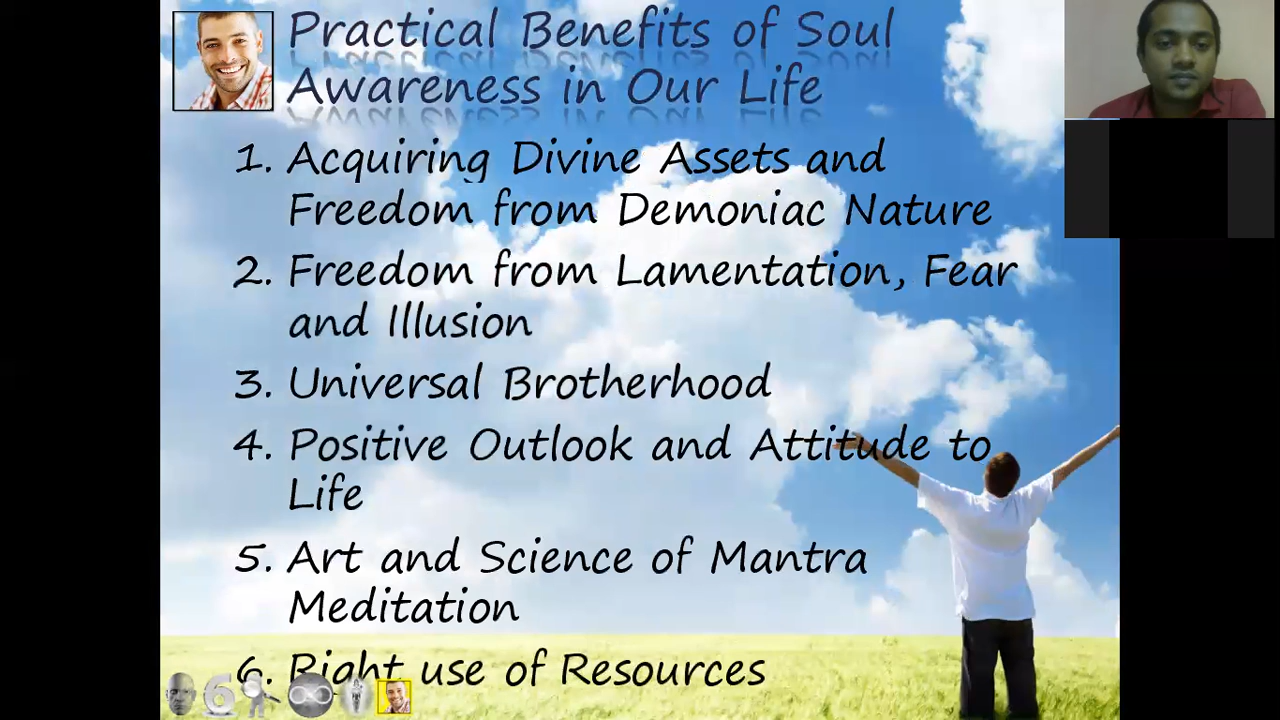 Practical Benefits of Soul
Awareness in Our Life
1. Acquiring Divine Assets and
Freedom from Demoniac Nature
2. Freedom from Lamentation, Fear
and Illusion
3. Universal Brotherhood
4. Positive Outlook and Attitude to
Life
5. Art and Science of Mantra
Meditation
6. Right use of Resources
6